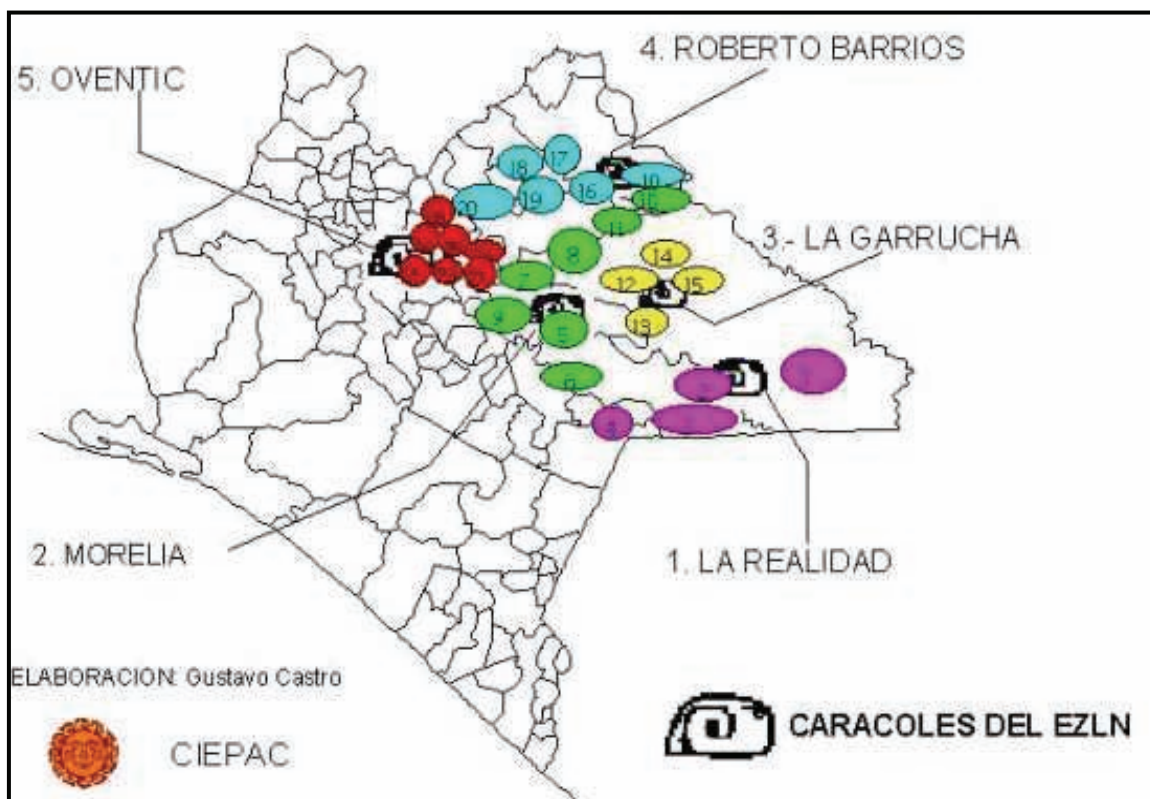 4. ROBERTO BARRIOS
5. OVENTIC
17
18
16
19
20
10
11
3.- LA GARRUCHA
8
14
7
12
15
9
13
5
6
2. MORELIA
1. LA REALIDAD
ELABORACION: Gustavo Castro
CIEPAC
CARACOLES DEL EZLN